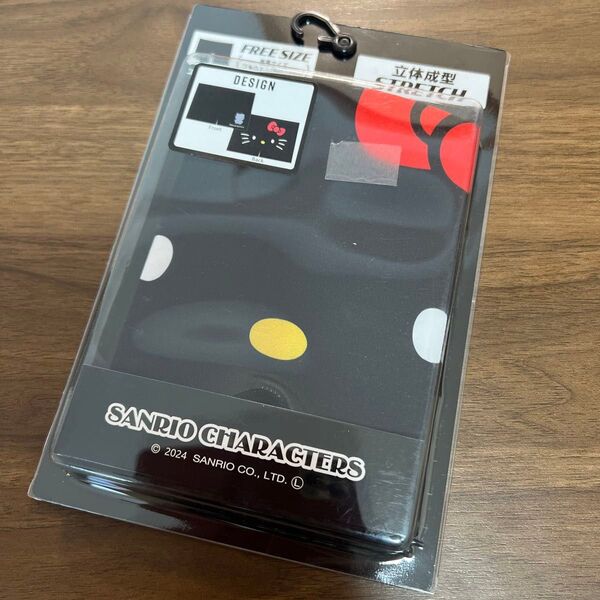 FREE SIZE
立体成型
STRETCH
DESIGN
Front
Back
SANRIO CHARACTERS
© 2024 SANRIO CO., LTD. Ⓛ